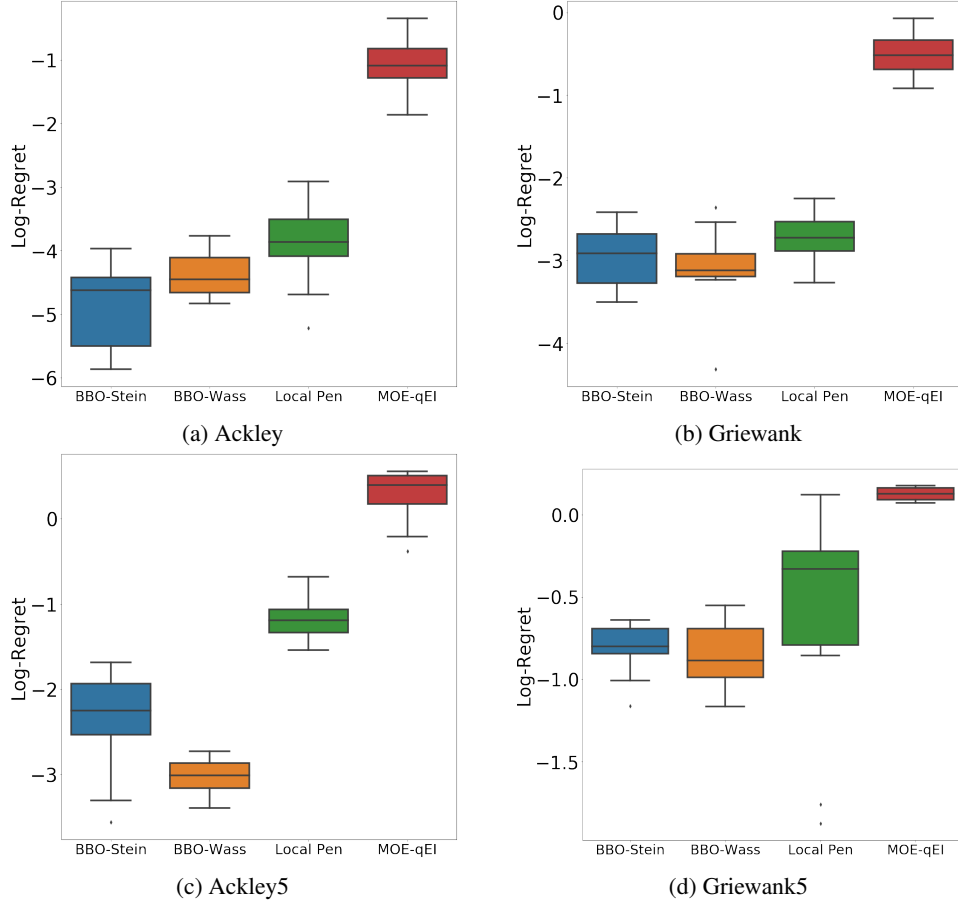 −1
−2
−3
−4
−5
−6
Log-Regret
BBO-Stein BBO-Wass Local Pen MOE-qEI
(a) Ackley
0
−1
−2
−3
−4
Log-Regret
BBO-Stein BBO-Wass Local Pen MOE-qEI
(b) Griewank
0
−1
−2
−3
Log-Regret
BBO-Stein BBO-Wass Local Pen MOE-qEI
(c) Ackley5
0.0
−0.5
−1.0
−1.5
Log-Regret
BBO-Stein BBO-Wass Local Pen MOE-qEI
(d) Griewank5